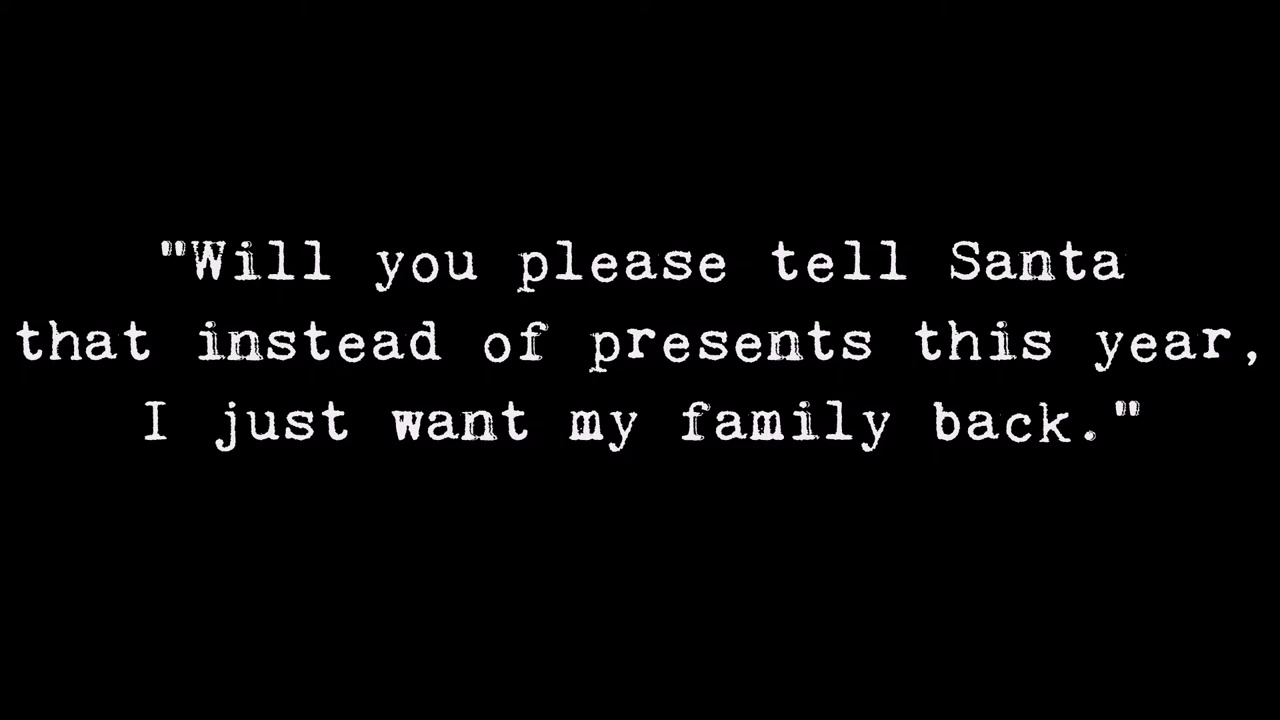 "Will you please tell Santa
that instead of presents this year,
I just want my family back."